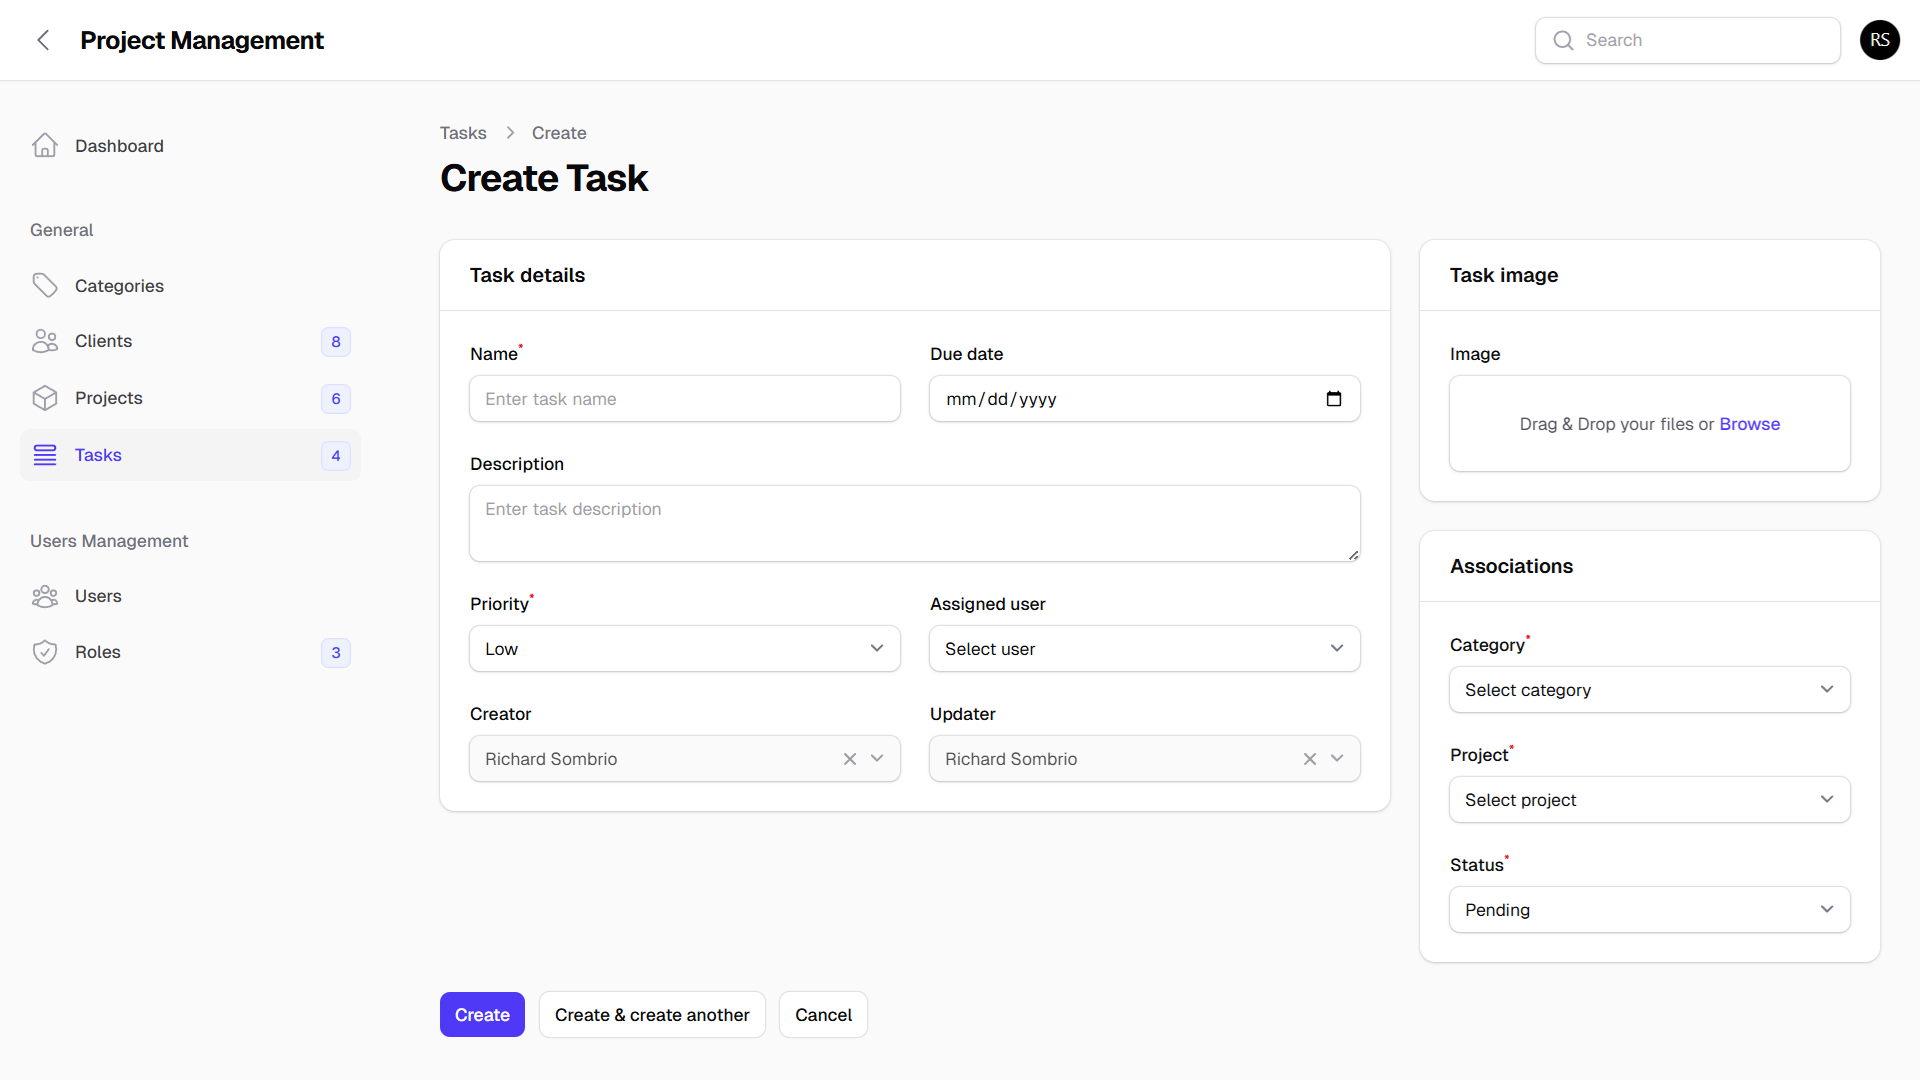 Project Management
Search
RS
Dashboard
General
Categories
Clients 8
Projects 6
Tasks 4
Users Management
Users
Roles 3
Tasks > Create
Create Task
Task details
Name*
Enter task name
Due date
mm/dd/yyyy
Description
Enter task description
Priority*
Low
Assigned user
Select user
Creator
Richard Sombrio
Updater
Richard Sombrio
Task image
Image
Drag & Drop your files or Browse
Associations
Category*
Select category
Project*
Select project
Status*
Pending
Create
Create & create another
Cancel